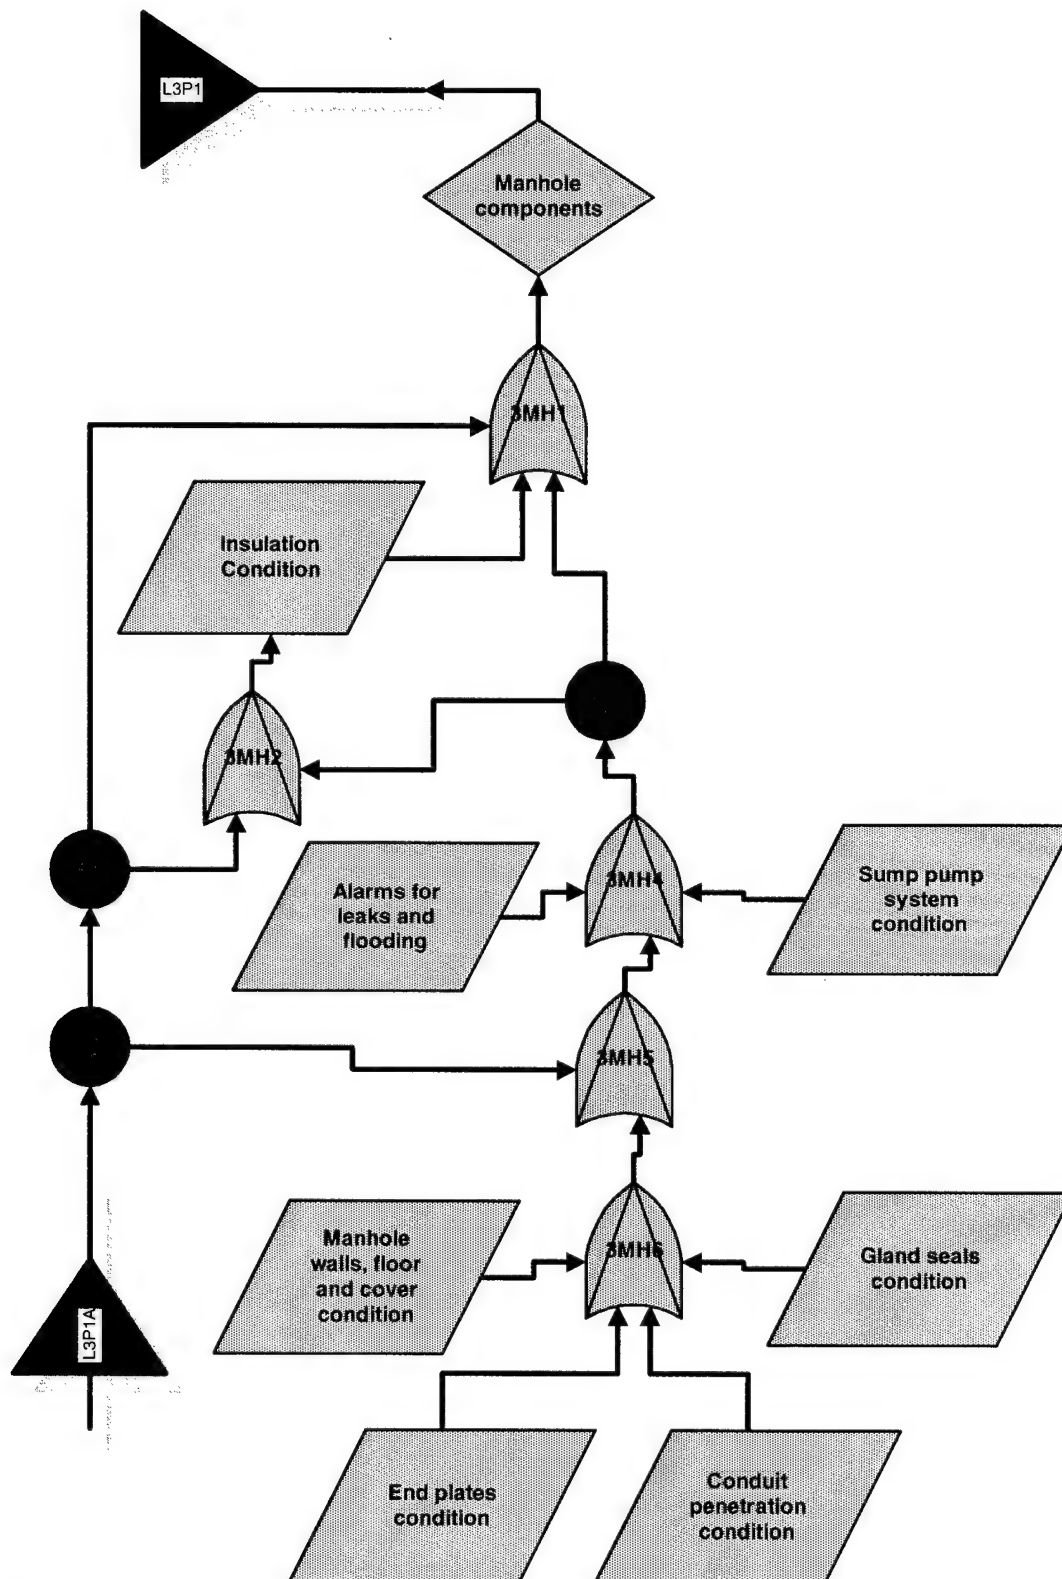 L3P1
Manhole
components
3MH1
Insulation
Condition
3MH2
Alarms for
leaks and
flooding
3MH4
Sump pump
system
condition
3MH5
Manhole
walls, floor
and cover
condition
3MH6
Gland seals
condition
L3P1A
End plates
condition
Conduit
penetration
condition